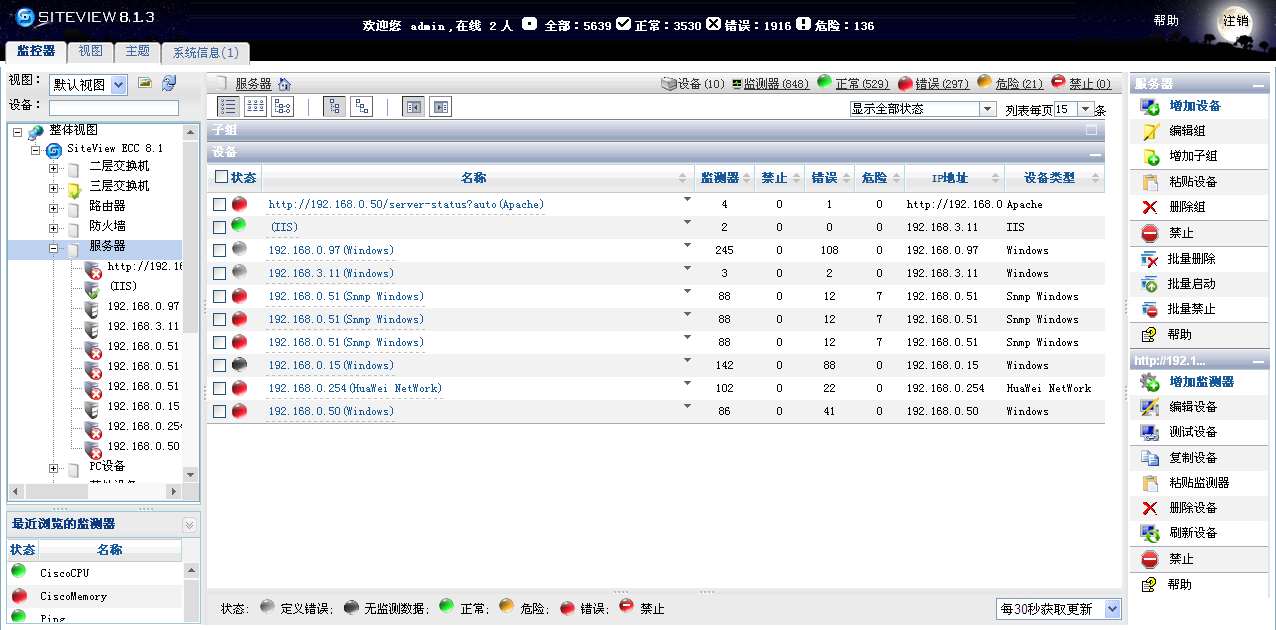 SITEVIEW 8.1.3
欢迎您 admin,在线 2 人 全部:5639 正常:3530 错误:1916 危险:136
帮助 注销
监控器 视图 主题 系统信息(1)
视图: 默认视图
设备:
整体视图
SiteView ECC 8.1
二层交换机
三层交换机
路由器
防火墙
服务器
http://192.16
(IIS)
192.168.0.97
192.168.3.11
192.168.0.51
192.168.0.51
192.168.0.51
192.168.0.15
192.168.0.254
192.168.0.50
PC设备
最近浏览的监测器
状态 名称
CiscoCPU
CiscoMemory
Ping
服务器 设备(10) 监测器(848) 正常(529) 错误(297) 危险(21) 禁止(0)
显示全部状态 列表每页 15 条
子组
设备
状态 名称 监测器 禁止 错误 危险 IP地址 设备类型
http://192.168.0.50/server-status?auto(Apache) 4 0 1 0 http://192.168.0 Apache
(IIS) 2 0 0 0 192.168.3.11 IIS
192.168.0.97(Windows) 245 0 108 0 192.168.0.97 Windows
192.168.3.11(Windows) 3 0 2 0 192.168.3.11 Windows
192.168.0.51(Snmp Windows) 88 0 12 7 192.168.0.51 Snmp Windows
192.168.0.51(Snmp Windows) 88 0 12 7 192.168.0.51 Snmp Windows
192.168.0.51(Snmp Windows) 88 0 12 7 192.168.0.51 Snmp Windows
192.168.0.15(Windows) 142 0 88 0 192.168.0.15 Windows
192.168.0.254(HuaWei NetWork) 102 0 22 0 192.168.0.254 HuaWei NetWork
192.168.0.50(Windows) 86 0 41 0 192.168.0.50 Windows
状态: 定义错误; 无监测数据; 正常; 危险; 错误; 禁止
每30秒获取更新
服务器
增加设备
编辑组
增加子组
粘贴设备
删除组
禁止
批量删除
批量启动
批量禁止
帮助
http://192.1...
增加监测器
编辑设备
测试设备
复制设备
粘贴监测器
删除设备
刷新设备
禁止
帮助